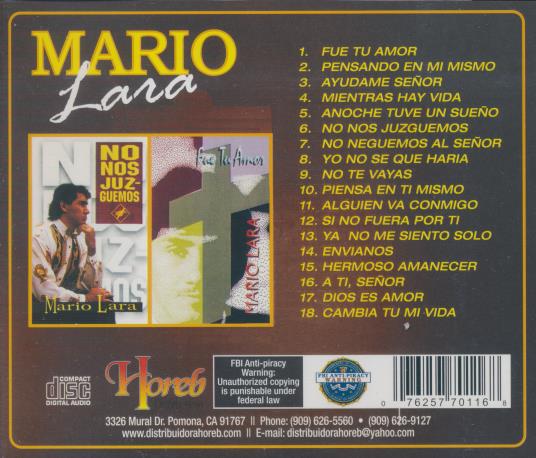 MARIO
Lara
1. FUE TU AMOR
2. PENSANDO EN MI MISMO
3. AYUDAME SEÑOR
4. MIENTRAS HAY VIDA
5. ANOCHE TUVE UN SUEÑO
6. NO NOS JUZGUEMOS
7. NO NEGUEMOS AL SEÑOR
8. YO NO SE QUE HARIA
9. NO TE VAYAS
10. PIENSA EN TI MISMO
11. ALGUIEN VA CONMIGO
12. SI NO FUERA POR TI
13. YA NO ME SIENTO SOLO
14. ENVIANOS
15. HERMOSO AMANECER
16. A TI, SEÑOR
17. DIOS ES AMOR
18. CAMBIA TU MI VIDA
NO
NOS
JUZ-
GUEMOS
Mario Lara
Fue Tu Amor
MARIO LARA
COMPACT
disc
DIGITAL AUDIO
Horeb
FBI Anti-piracy
Warning:
Unauthorized copying
is punishable under
federal law
FBI ANTI-PIRACY
WARNING
0 76257 70116 8
3326 Mural Dr. Pomona, CA 91767 || Phone: (909) 626-5560 • (909) 626-9127
www.distribuidorahoreb.com || E-mail: distribuidorahoreb@yahoo.com